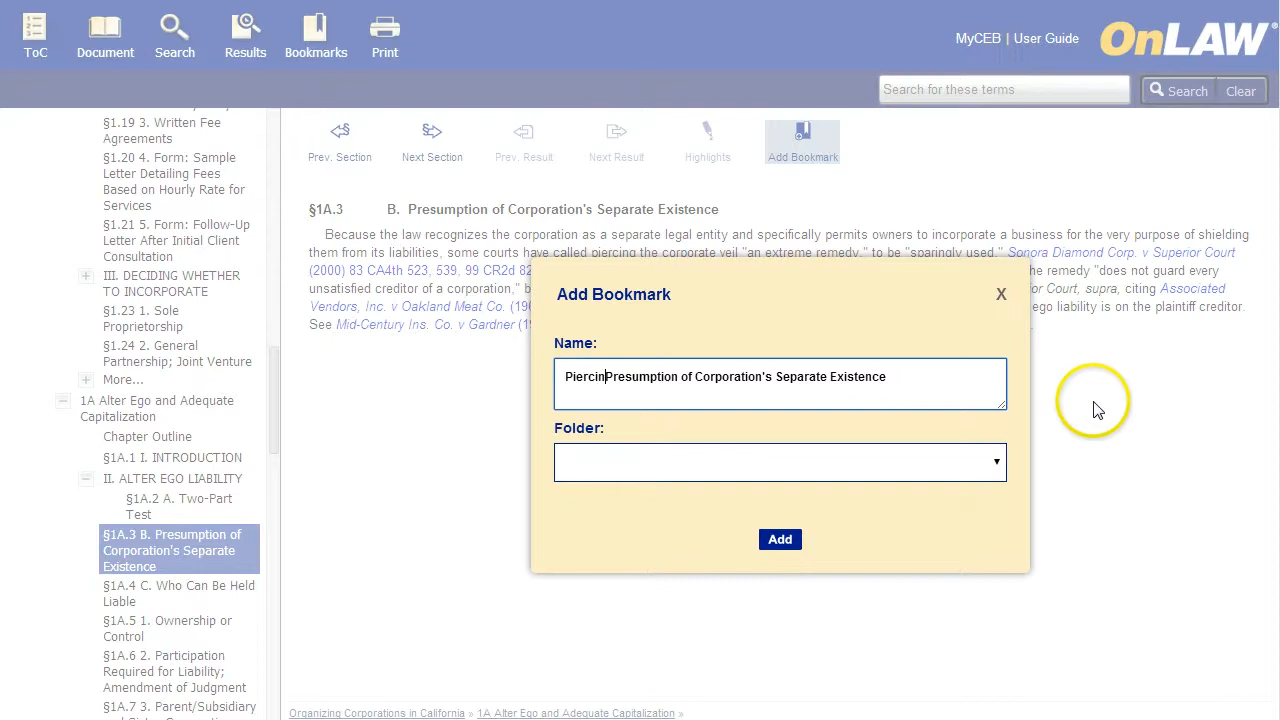 ToC
Document
Search
Results
Bookmarks
Print
MyCEB | User Guide
OnLAW®
Search for these terms
Search
Clear
§1.19 3. Written Fee
Agreements
§1.20 4. Form: Sample
Letter Detailing Fees
Based on Hourly Rate for
Services
§1.21 5. Form: Follow-Up
Letter After Initial Client
Consultation
III. DECIDING WHETHER
TO INCORPORATE
§1.23 1. Sole
Proprietorship
§1.24 2. General
Partnership; Joint Venture
More...
1A Alter Ego and Adequate
Capitalization
Chapter Outline
§1A.1 I. INTRODUCTION
II. ALTER EGO LIABILITY
§1A.2 A. Two-Part
Test
§1A.3 B. Presumption of
Corporation's Separate
Existence
§1A.4 C. Who Can Be Held
Liable
§1A.5 1. Ownership or
Control
§1A.6 2. Participation
Required for Liability;
Amendment of Judgment
§1A.7 3. Parent/Subsidiary
Prev. Section
Next Section
Prev. Result
Next Result
Highlights
Add Bookmark
§1A.3 B. Presumption of Corporation's Separate Existence
Because the law recognizes the corporation as a separate legal entity and specifically permits owners to incorporate a business for the very purpose of shielding
them from its liabilities, some courts have called piercing the corporate veil "an extreme remedy," to be "sparingly used." Sonora Diamond Corp. v Superior Court
(2000) 83 CA4th 523, 539, 99 CR2d 82 the remedy "does not guard every
unsatisfied creditor of a corporation," Court, supra, citing Associated
Vendors, Inc. v Oakland Meat Co. ego liability is on the plaintiff creditor.
See Mid-Century Ins. Co. v Gardner
Add Bookmark
X
Name:
PiercinPresumption of Corporation's Separate Existence
Folder:
Add
Organizing Corporations in California » 1A Alter Ego and Adequate Capitalization »